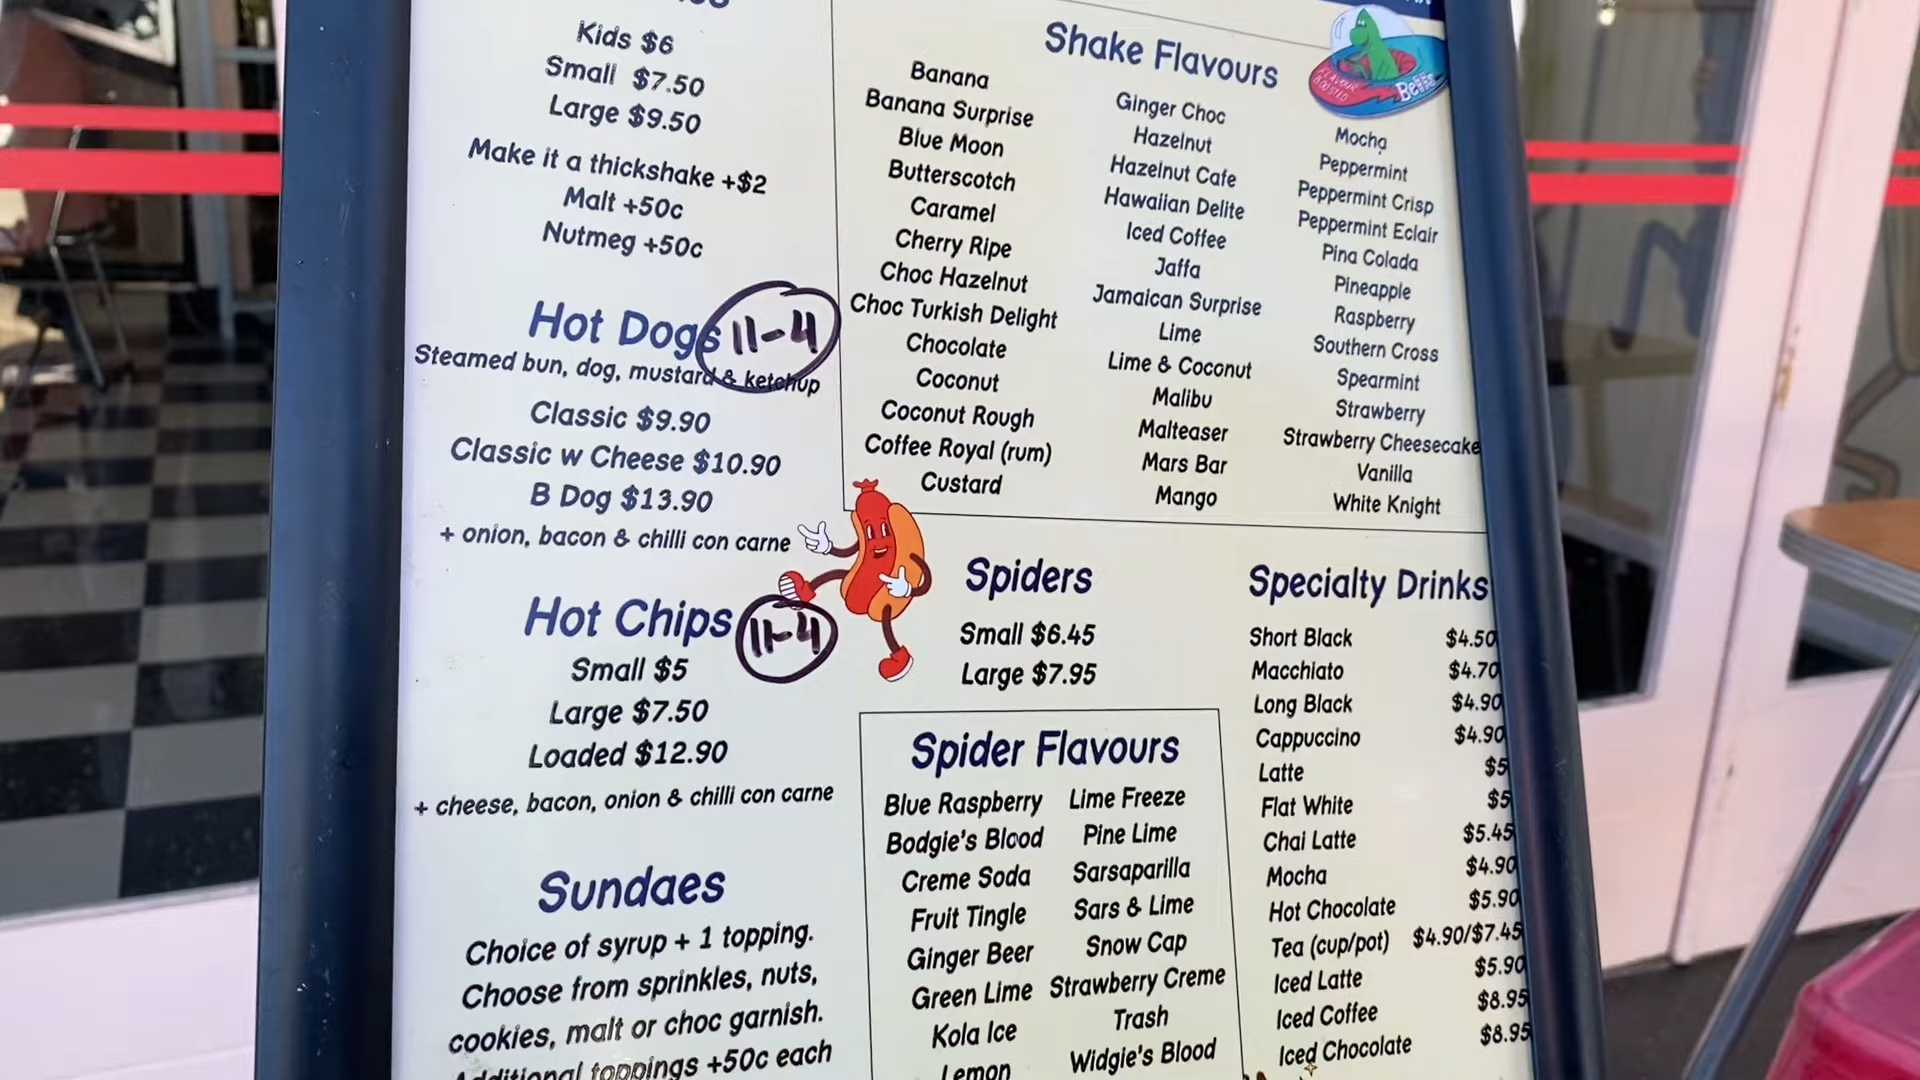 Kids $6
Small $7.50
Large $9.50
Make it a thickshake +$2
Malt +50c
Nutmeg +50c
Hot Dogs 11-4
Steamed bun, dog, mustard & ketchup
Classic $9.90
Classic w Cheese $10.90
B Dog $13.90
+ onion, bacon & chilli con carne
Hot Chips 11-4
Small $5
Large $7.50
Loaded $12.90
+ cheese, bacon, onion & chilli con carne
Sundaes
Choice of syrup + 1 topping.
Choose from sprinkles, nuts,
cookies, malt or choc garnish.
Additional toppings +50c each
Shake Flavours
Banana
Banana Surprise
Blue Moon
Butterscotch
Caramel
Cherry Ripe
Choc Hazelnut
Choc Turkish Delight
Chocolate
Coconut
Coconut Rough
Coffee Royal (rum)
Custard
Ginger Choc
Hazelnut
Hazelnut Cafe
Hawaiian Delite
Iced Coffee
Jaffa
Jamaican Surprise
Lime
Lime & Coconut
Malibu
Malteaser
Mars Bar
Mango
FLAVOUR
BOOSTED
Mocha
Peppermint
Peppermint Crisp
Peppermint Eclair
Pina Colada
Pineapple
Raspberry
Southern Cross
Spearmint
Strawberry
Strawberry Cheesecake
Vanilla
White Knight
Spiders
Small $6.45
Large $7.95
Spider Flavours
Blue Raspberry
Bodgie's Blood
Creme Soda
Fruit Tingle
Ginger Beer
Green Lime
Kola Ice
Lemon
Lime Freeze
Pine Lime
Sarsaparilla
Sars & Lime
Snow Cap
Strawberry Creme
Trash
Widgie's Blood
Specialty Drinks
Short Black $4.50
Macchiato $4.70
Long Black $4.90
Cappuccino $4.90
Latte $5
Flat White $5
Chai Latte $5.45
Mocha $4.90
Hot Chocolate $5.90
Tea (cup/pot) $4.90/$7.45
Iced Latte $5.90
Iced Coffee $8.95
Iced Chocolate $8.95